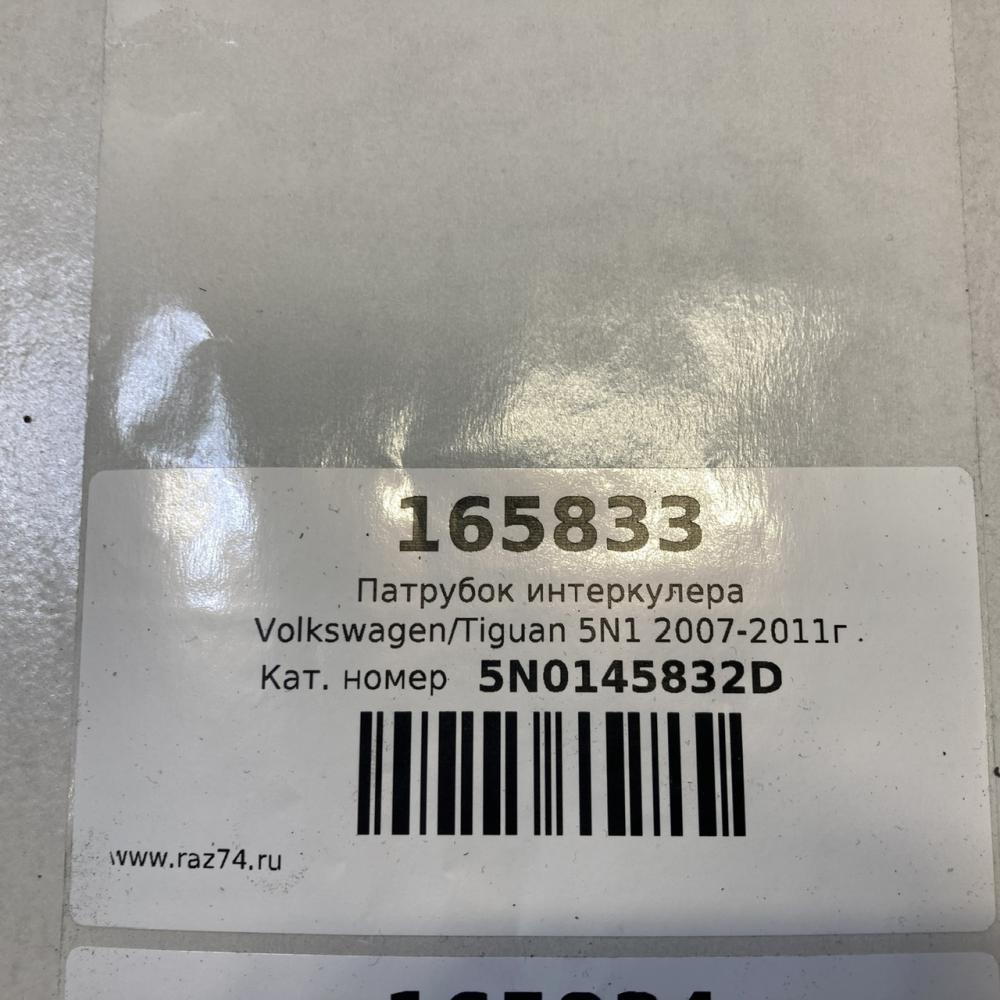 165833
Патрубок интеркулера
Volkswagen/Tiguan 5N1 2007-2011г .
Кат. номер 5N0145832D
www.raz74.ru